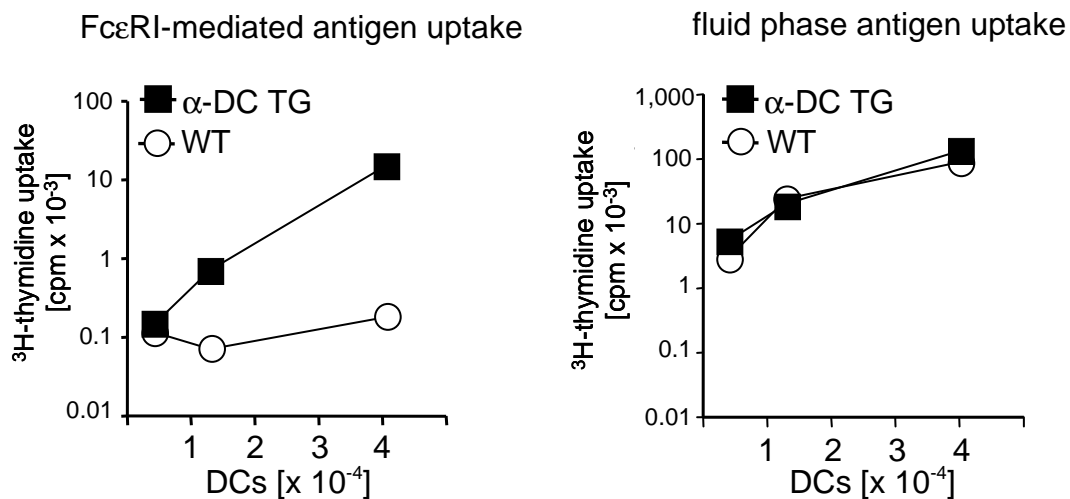 FcεRI-mediated antigen uptake
³H-thymidine uptake
[cpm x 10⁻³]
100
10
1
0.1
0.01
α-DC TG
WT
1 2 3 4
DCs [x 10⁻⁴]
fluid phase antigen uptake
³H-thymidine uptake
[cpm x 10⁻³]
1,000
100
10
1
0.1
0.01
α-DC TG
WT
1 2 3 4
DCs [x 10⁻⁴]